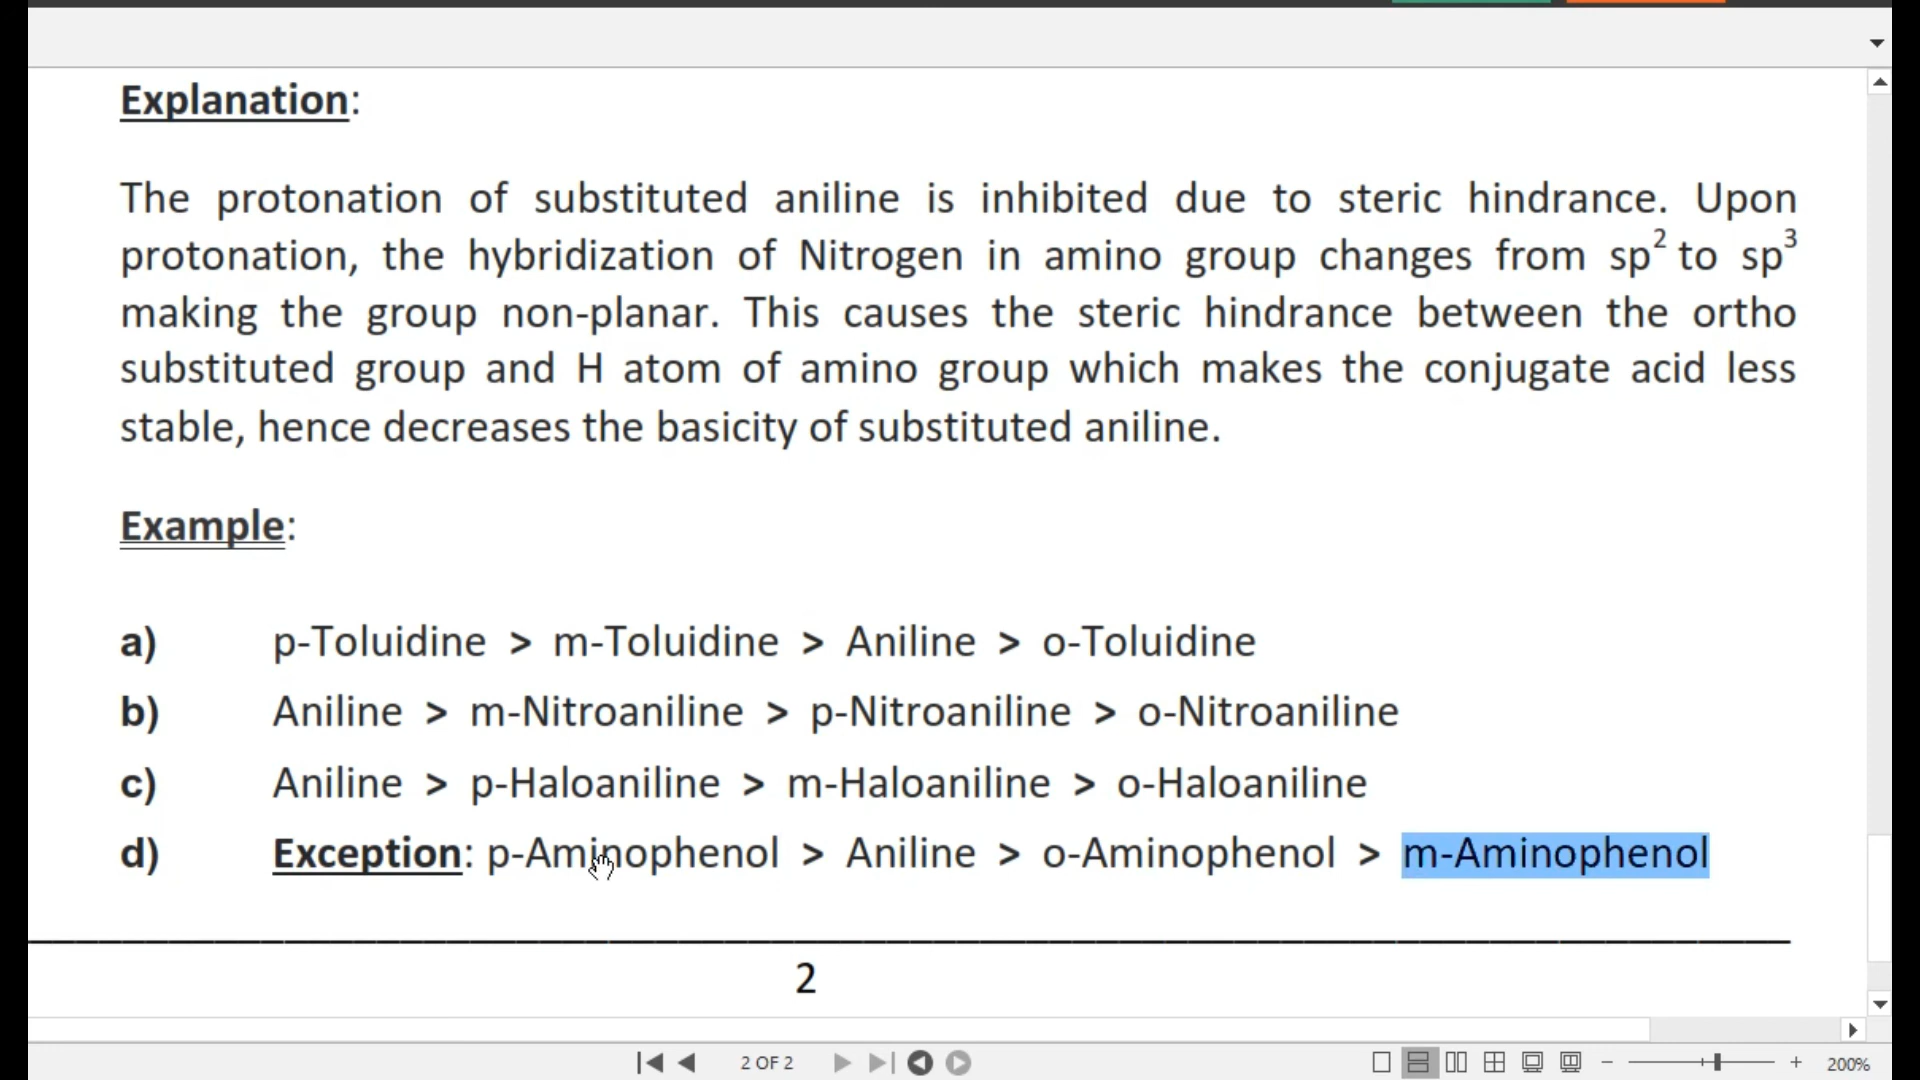 Explanation:
The protonation of substituted aniline is inhibited due to steric hindrance. Upon
protonation, the hybridization of Nitrogen in amino group changes from sp² to sp³
making the group non-planar. This causes the steric hindrance between the ortho
substituted group and H atom of amino group which makes the conjugate acid less
stable, hence decreases the basicity of substituted aniline.
Example:
a) p-Toluidine > m-Toluidine > Aniline > o-Toluidine
b) Aniline > m-Nitroaniline > p-Nitroaniline > o-Nitroaniline
c) Aniline > p-Haloaniline > m-Haloaniline > o-Haloaniline
d) Exception: p-Aminophenol > Aniline > o-Aminophenol > m-Aminophenol
2
2 OF 2
200%